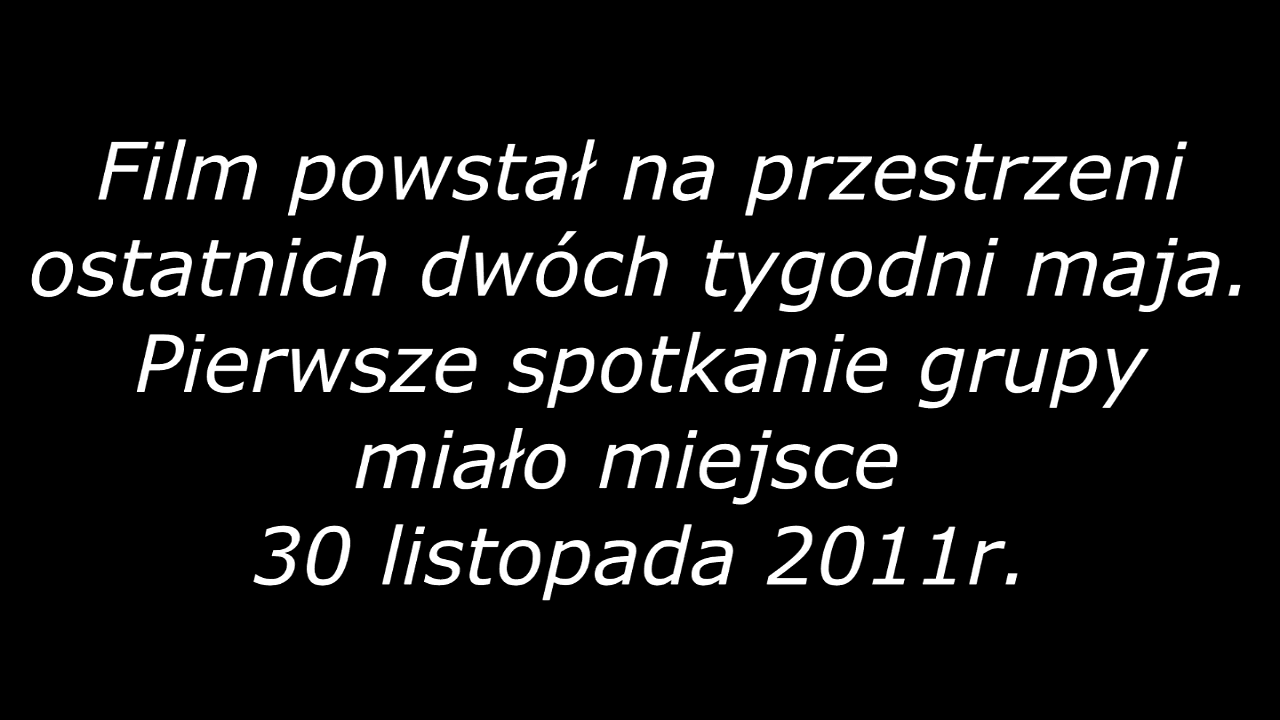 Film powstał na przestrzeni
ostatnich dwóch tygodni maja.
Pierwsze spotkanie grupy
miało miejsce
30 listopada 2011r.